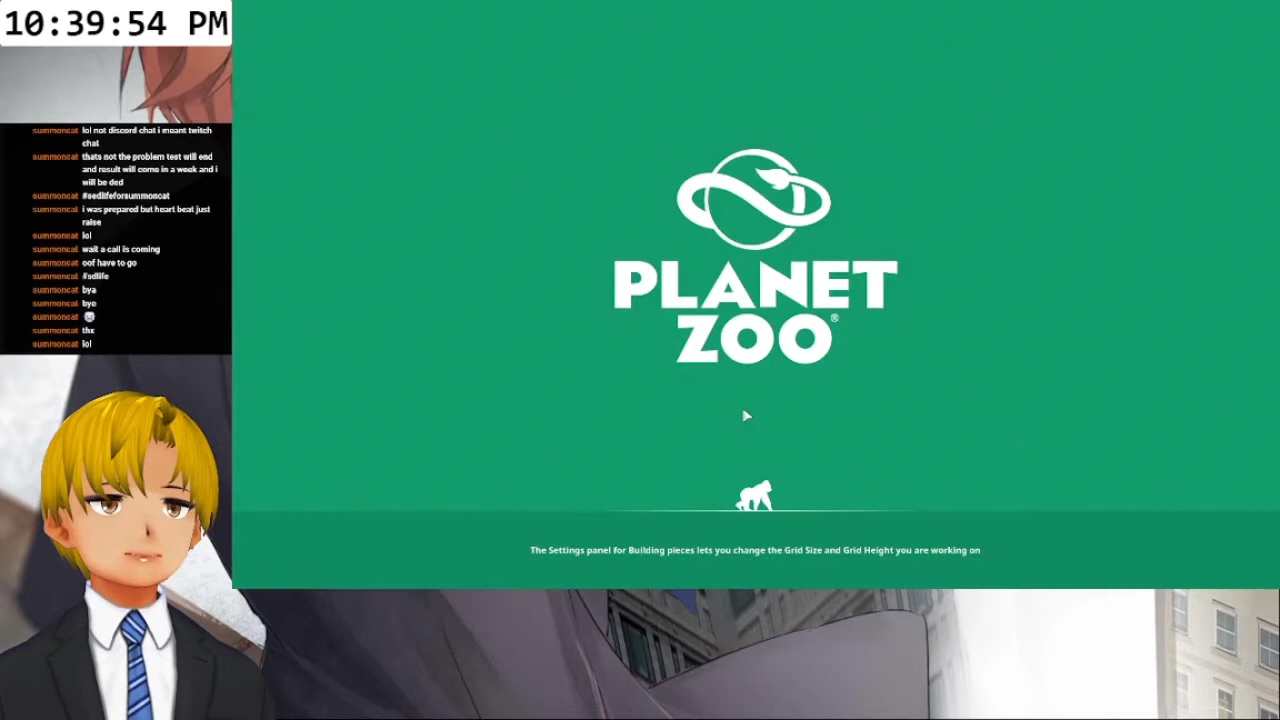 10:39:54 PM
summoncat lol not discord chat i meant twitch
chat
summoncat thats not the problem test will end
and result will come in a week and i
will be ded
summoncat #sedlifeforsummoncat
summoncat i was prepared but heart beat just
raise
summoncat lol
summoncat wait a call is coming
summoncat oof have to go
summoncat #sdlife
summoncat bya
summoncat bye
summoncat
summoncat thx
summoncat lol
PLANET
ZOO®
The Settings panel for Building pieces lets you change the Grid Size and Grid Height you are working on